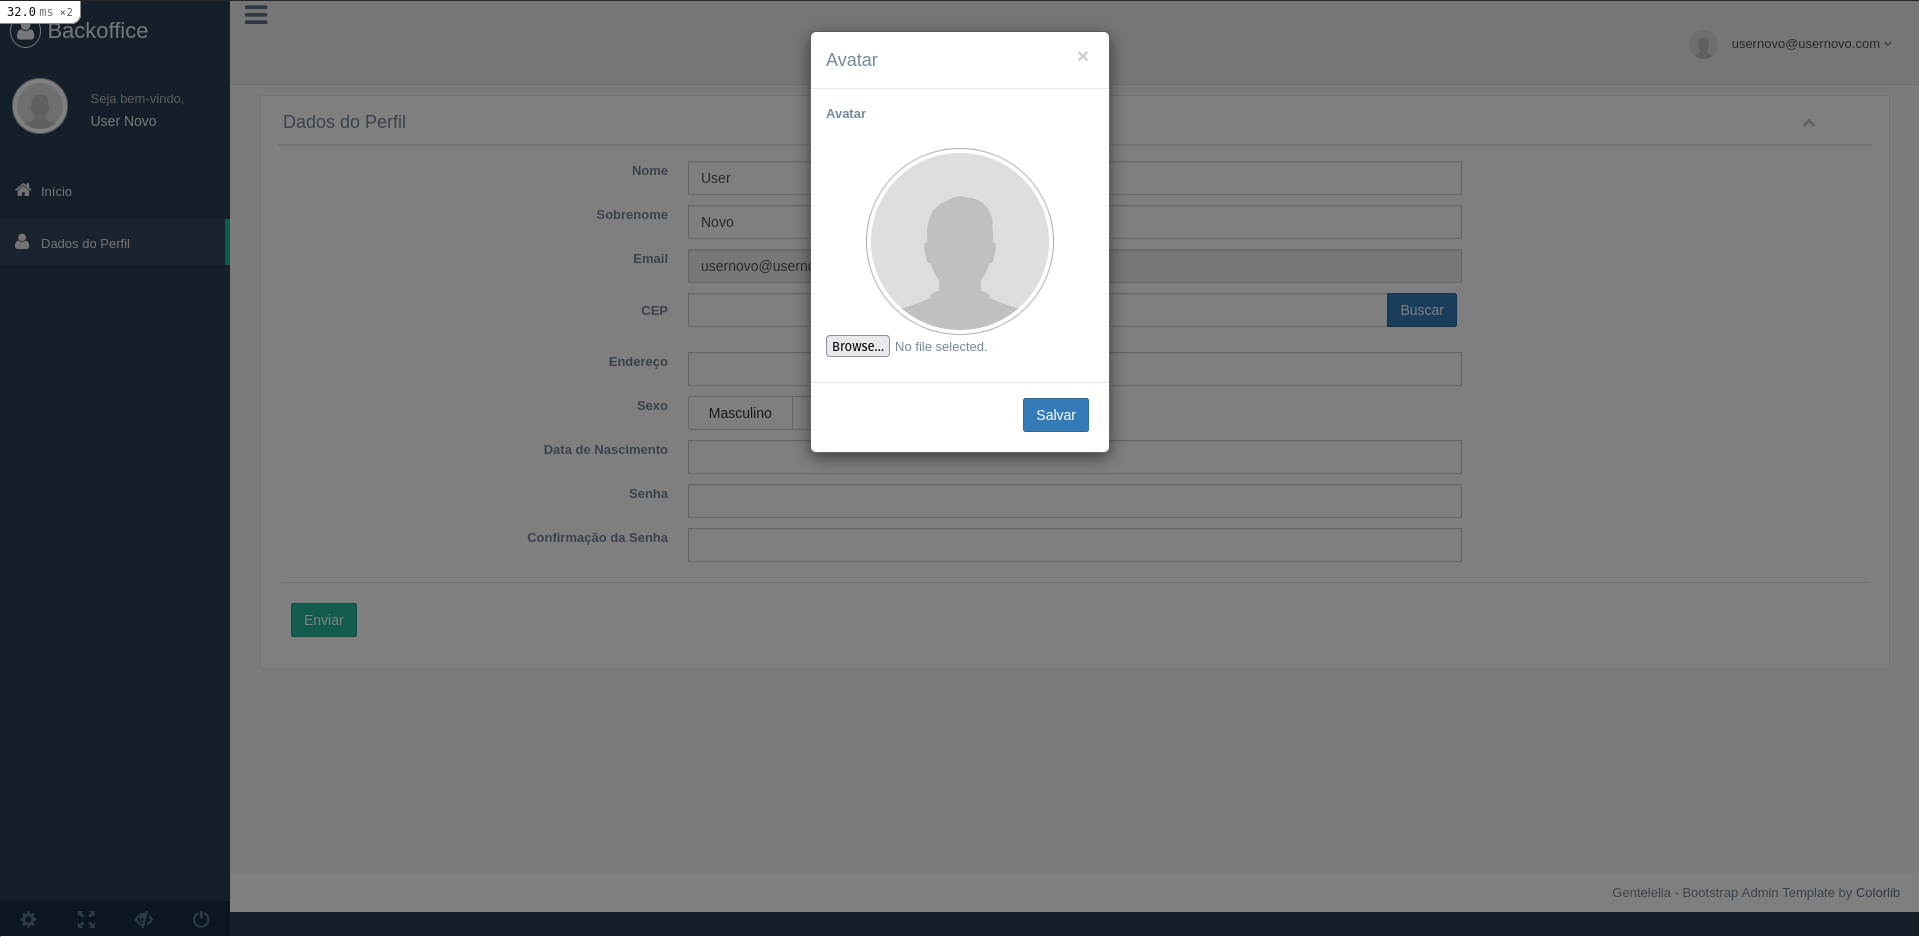 32.0 ms ×2
Backoffice
Seja bem-vindo,
User Novo
Início
Dados do Perfil
usernovo@usernovo.com
Dados do Perfil
Nome
User
Sobrenome
Novo
Email
usernovo@userno
CEP
Buscar
Endereço
Sexo
Masculino
Data de Nascimento
Senha
Confirmação da Senha
Enviar
Avatar
×
Avatar
Browse... No file selected.
Salvar
Gentelella - Bootstrap Admin Template by Colorlib